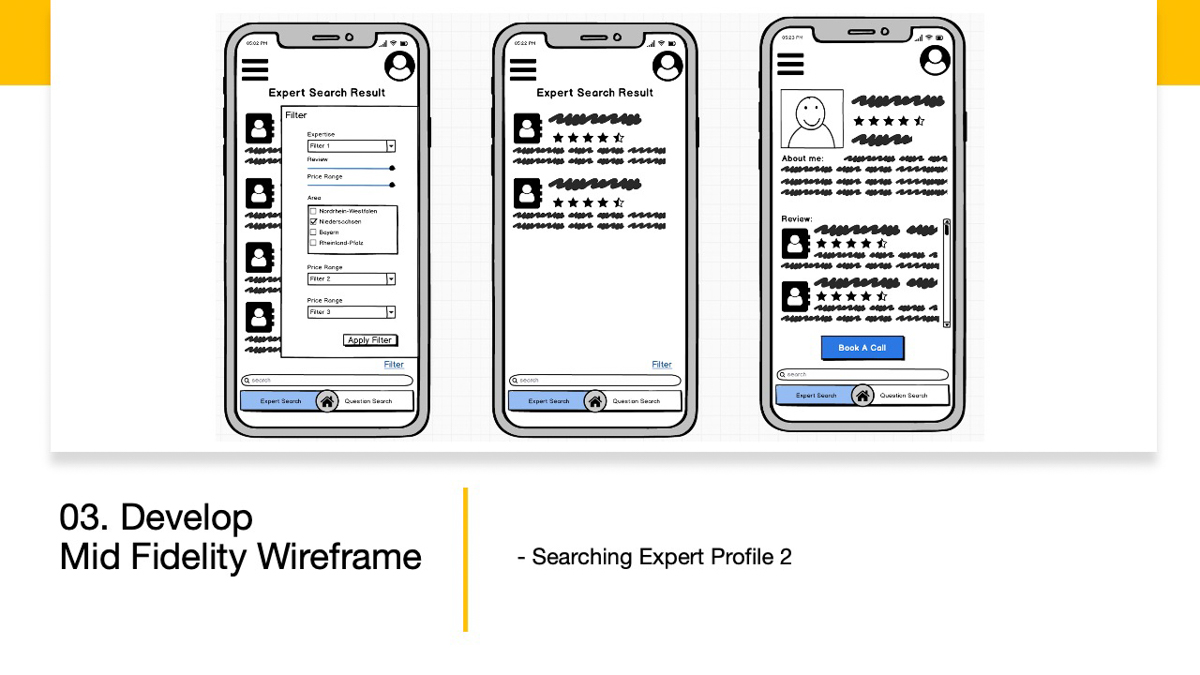 05:02 PM
Expert Search Result
Filter
Expertise
Filter 1
Review
Price Range
Area
Nordrhein-Westfalen
Niedersachsen
Bayern
Rheinland-Pfalz
Price Range
Filter 2
Price Range
Filter 3
Apply Filter
Filter
search
Expert Search
Question Search
05:22 PM
Expert Search Result
Filter
search
Expert Search
Question Search
05:23 PM
About me:
Review:
Book A Call
search
Expert Search
Question Search
03. Develop
Mid Fidelity Wireframe
- Searching Expert Profile 2